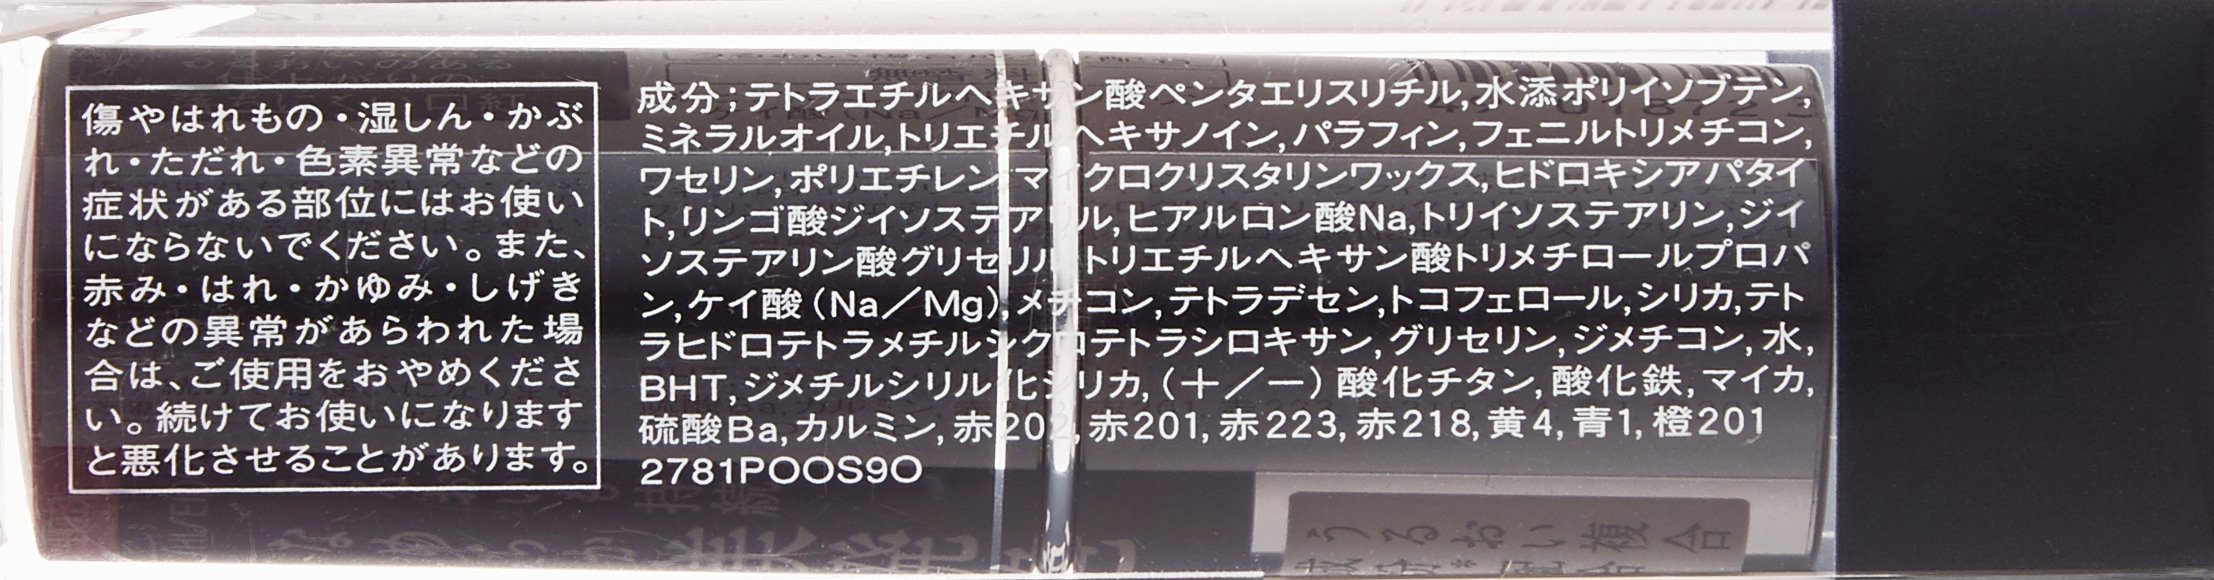 傷やはれもの・湿しん・かぶ
れ・ただれ・色素異常などの
症状がある部位にはお使い
にならないでください。また、
赤み・はれ・かゆみ・しげき
などの異常があらわれた場
合は、ご使用をおやめくださ
い。続けてお使いになります
と悪化させることがあります。
成分;テトラエチルヘキサン酸ペンタエリスリチル,水添ポリイソブテン,
ミネラルオイル,トリエチルヘキサノイン,パラフィン,フェニルトリメチコン,
ワセリン,ポリエチレン,マイクロクリスタリンワックス,ヒドロキシアパタイ
ト,リンゴ酸ジイソステアリル,ヒアルロン酸Na,トリイソステアリン,ジイ
ソステアリン酸グリセリル,トリエチルヘキサン酸トリメチロールプロパ
ン,ケイ酸(Na/Mg),メチコン,テトラデセン,トコフェロール,シリカ,テト
ラヒドロテトラメチルシクロテトラシロキサン,グリセリン,ジメチコン,水,
BHT,ジメチルシリル化シリカ,(+/-)酸化チタン,酸化鉄,マイカ,
硫酸Ba,カルミン,赤202,赤201,赤223,赤218,黄4,青1,橙201
2781POOS9O
うるおい複合